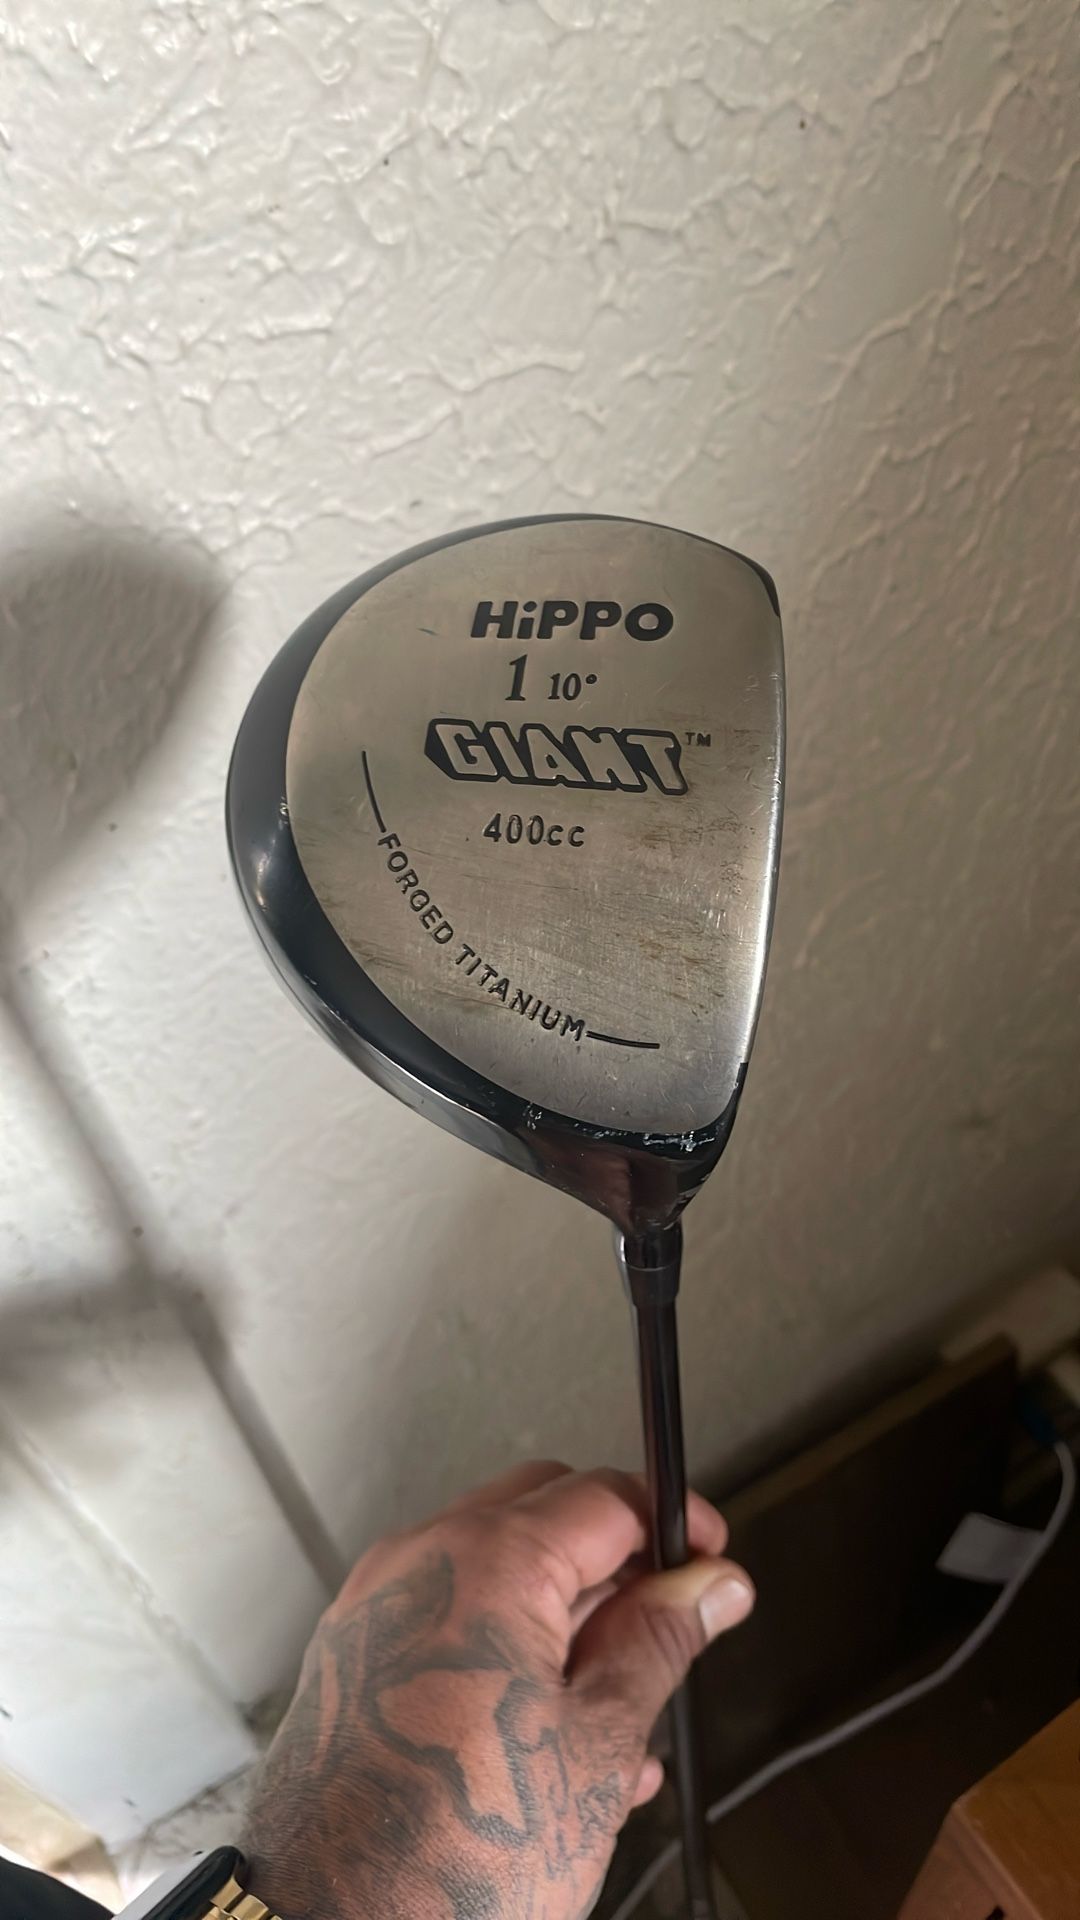 HiPPO
1 10°
GIANT™
400cc
FORGED TITANIUM